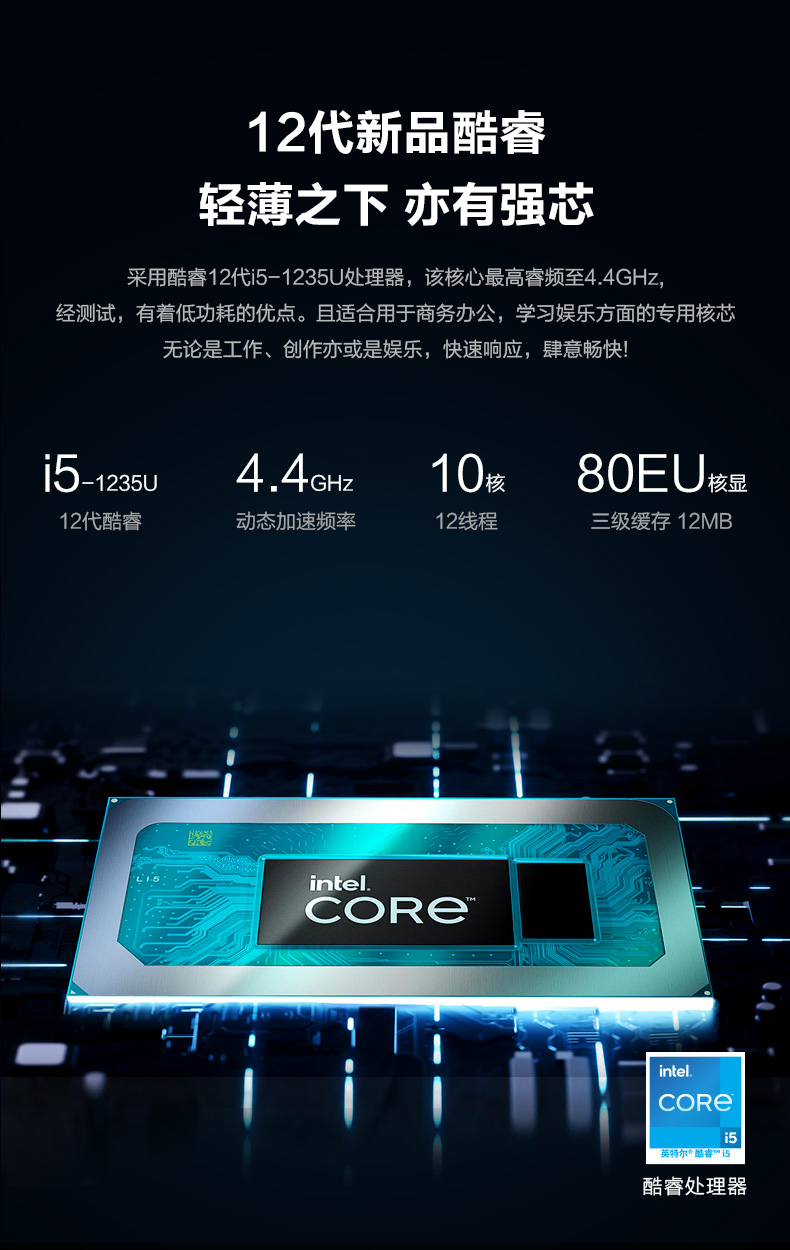 12代新品酷睿
轻薄之下 亦有强芯
采用酷睿12代i5-1235U处理器，该核心最高睿频至4.4GHz,
经测试，有着低功耗的优点。且适合用于商务办公，学习娱乐方面的专用核芯
无论是工作、创作亦或是娱乐，快速响应，肆意畅快!
i5-1235U 4.4GHz 10核 80EU核显
12代酷睿 动态加速频率 12线程 三级缓存 12MB
LI5
intel.
CORE™
intel.
CORE
i5
英特尔® 酷睿™ i5
酷睿处理器